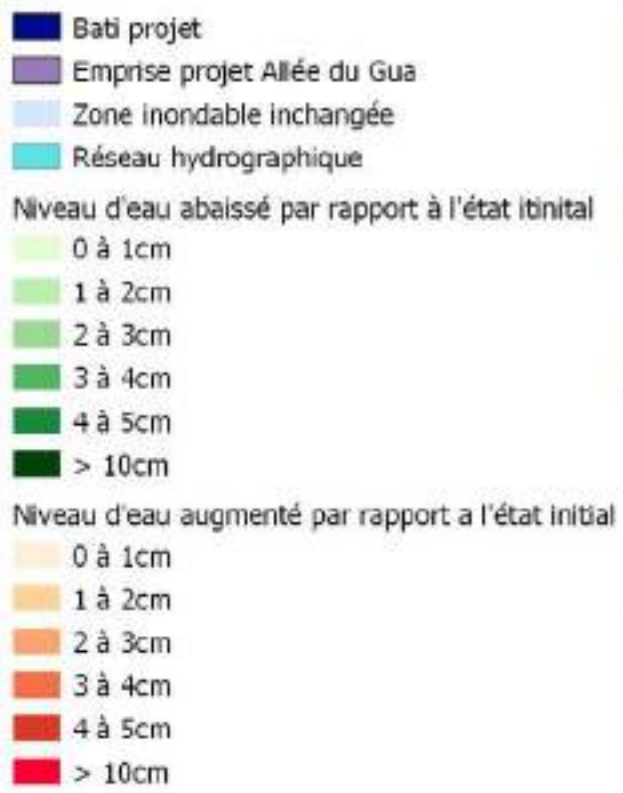 Bati projet
Emprise projet Allée du Gua
Zone inondable inchangée
Réseau hydrographique
Niveau d'eau abaissé par rapport à l'état itinital
0 à 1cm
1 à 2cm
2 à 3cm
3 à 4cm
4 à 5cm
> 10cm
Niveau d'eau augmenté par rapport a l'état initial
0 à 1cm
1 à 2cm
2 à 3cm
3 à 4cm
4 à 5cm
> 10cm